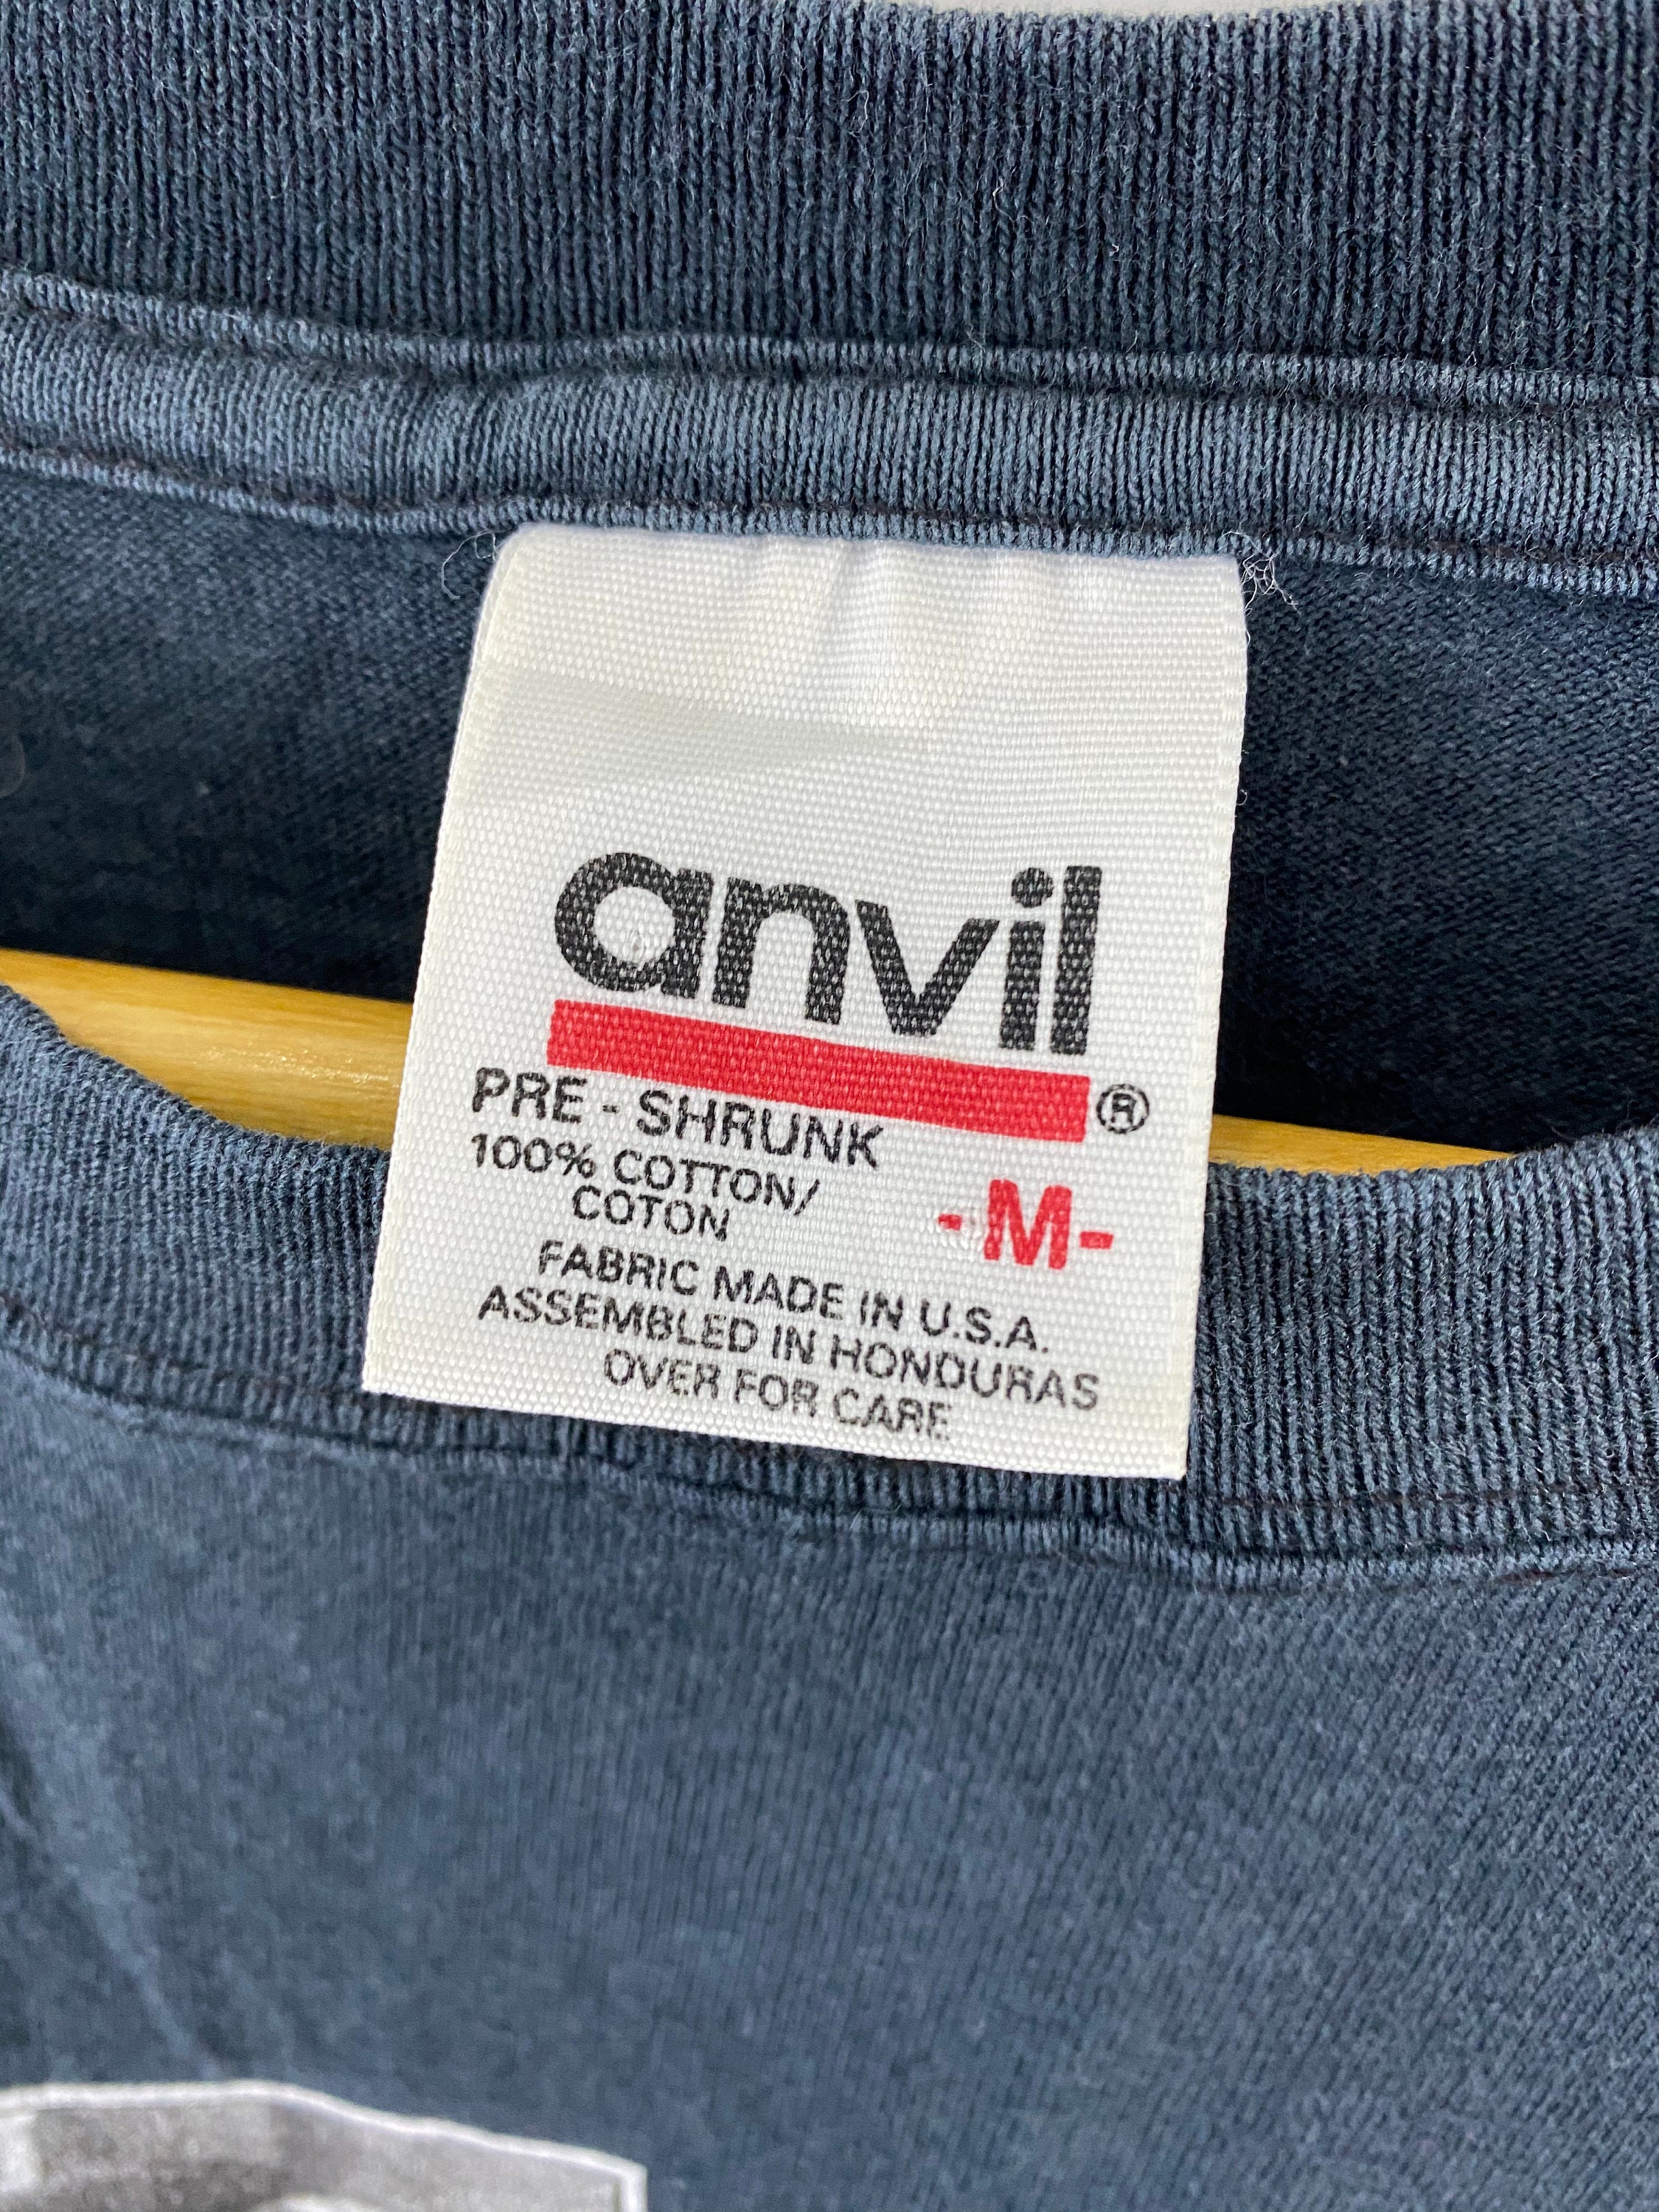 anvil®
PRE - SHRUNK
100% COTTON/
COTON
-M-
FABRIC MADE IN U.S.A.
ASSEMBLED IN HONDURAS
OVER FOR CARE